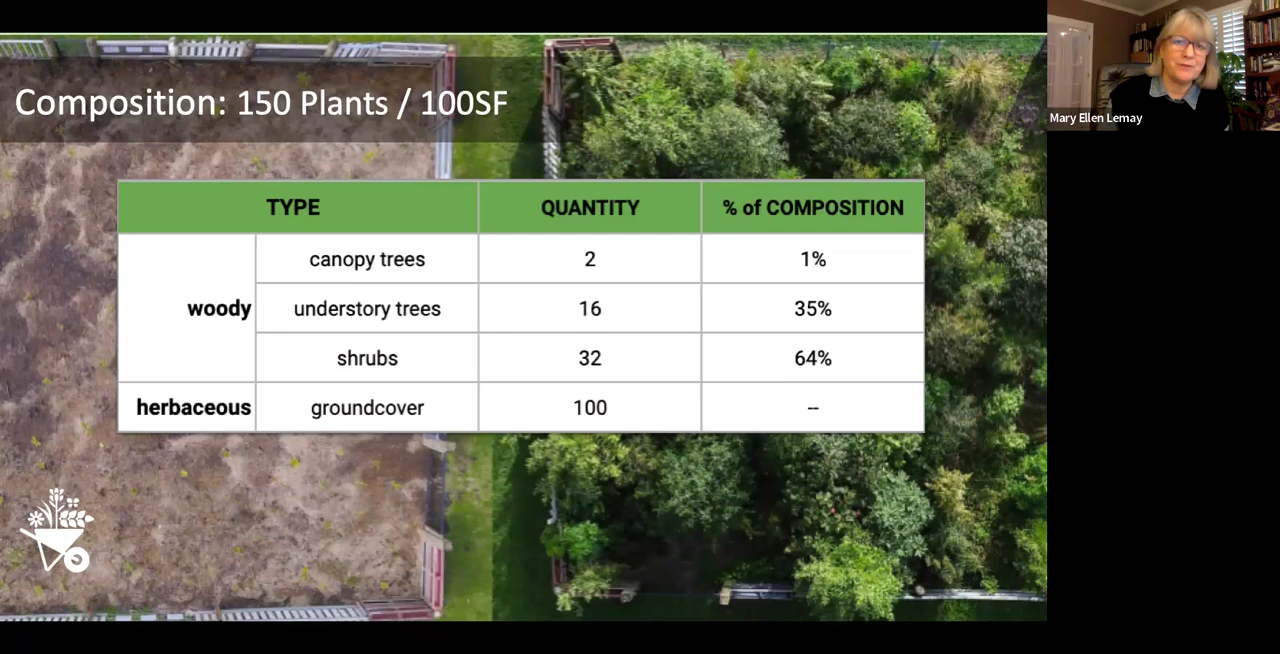 Composition: 150 Plants / 100SF
Mary Ellen Lemay
TYPE QUANTITY % of COMPOSITION
woody
canopy trees 2 1%
understory trees 16 35%
shrubs 32 64%
herbaceous groundcover 100 --